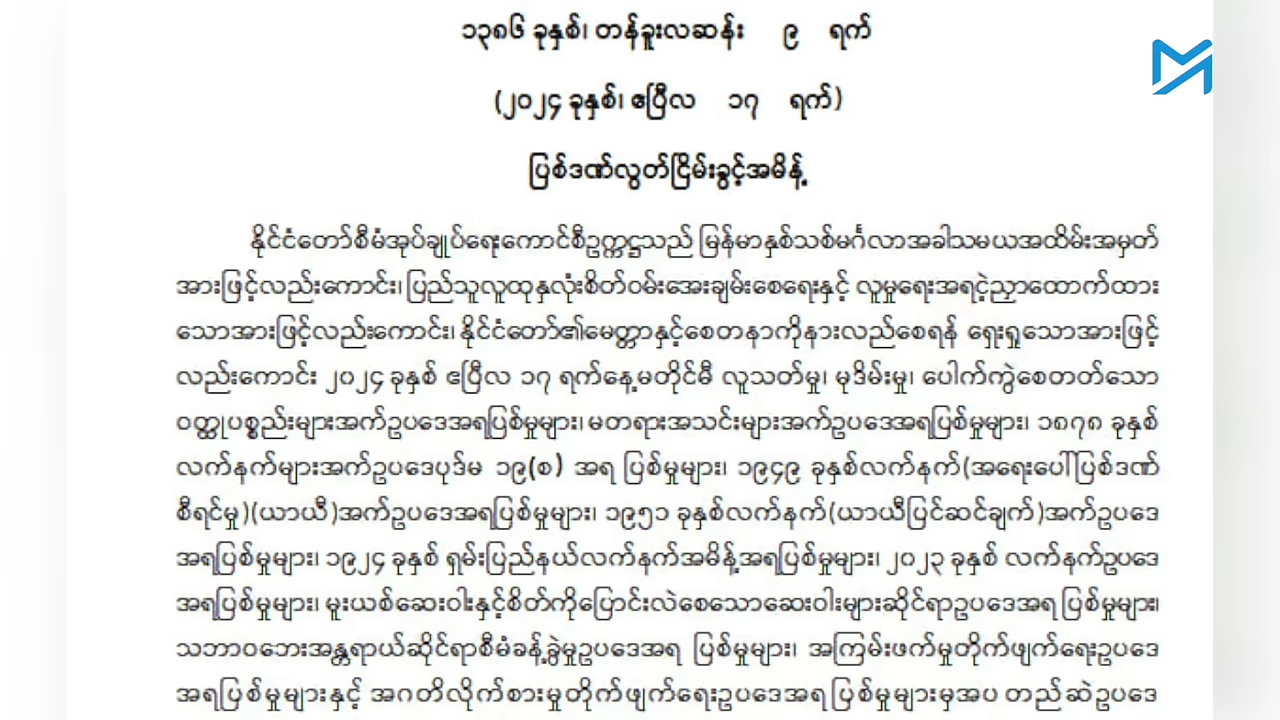 ၁၃၈၆ ခုနှစ်၊ တန်ခူးလဆန်း ၉ ရက်
(၂၀၂၄ ခုနှစ်၊ ဧပြီလ ၁၇ ရက်)
ပြစ်ဒဏ်လွတ်ငြိမ်းခွင့်အမိန့်
နိုင်ငံတော်စီမံအုပ်ချုပ်ရေးကောင်စီဥက္ကဋ္ဌသည် မြန်မာနှစ်သစ်မင်္ဂလာအခါသမယအထိမ်းအမှတ်
အားဖြင့်လည်းကောင်း၊ ပြည်သူလူထုနှလုံးစိတ်ဝမ်းအေးချမ်းစေရေးနှင့် လူမှုရေးအရငဲ့ညှာထောက်ထား
သောအားဖြင့်လည်းကောင်း၊ နိုင်ငံတော်၏မေတ္တာနှင့်စေတနာကိုနားလည်စေရန် ရှေးရှုသောအားဖြင့်
လည်းကောင်း ၂၀၂၄ ခုနှစ် ဧပြီလ ၁၇ ရက်နေ့မတိုင်မီ လူသတ်မှု၊ မုဒိမ်းမှု၊ ပေါက်ကွဲစေတတ်သော
ဝတ္ထုပစ္စည်းများအက်ဥပဒေအရပြစ်မှုများ၊ မတရားအသင်းများအက်ဥပဒေအရပြစ်မှုများ၊ ၁၈၇၈ ခုနှစ်
လက်နက်များအက်ဥပဒေပုဒ်မ ၁၉(စ) အရ ပြစ်မှုများ၊ ၁၉၄၉ ခုနှစ်လက်နက်(အရေးပေါ်ပြစ်ဒဏ်
စီရင်မှု)(ယာယီ)အက်ဥပဒေအရပြစ်မှုများ၊ ၁၉၅၁ ခုနှစ်လက်နက်(ယာယီပြင်ဆင်ချက်)အက်ဥပဒေ
အရပြစ်မှုများ၊ ၁၉၂၄ ခုနှစ် ရှမ်းပြည်နယ်လက်နက်အမိန့်အရပြစ်မှုများ၊ ၂၀၂၃ ခုနှစ် လက်နက်ဥပဒေ
အရပြစ်မှုများ၊ မူးယစ်ဆေးဝါးနှင့်စိတ်ကိုပြောင်းလဲစေသောဆေးဝါးများဆိုင်ရာဥပဒေအရ ပြစ်မှုများ၊
သဘာဝဘေးအန္တရာယ်ဆိုင်ရာစီမံခန့်ခွဲမှုဥပဒေအရ ပြစ်မှုများ၊ အကြမ်းဖက်မှုတိုက်ဖျက်ရေးဥပဒေ
အရပြစ်မှုများနှင့် အဂတိလိုက်စားမှုတိုက်ဖျက်ရေးဥပဒေအရ ပြစ်မှုများမှအပ တည်ဆဲဥပဒေ